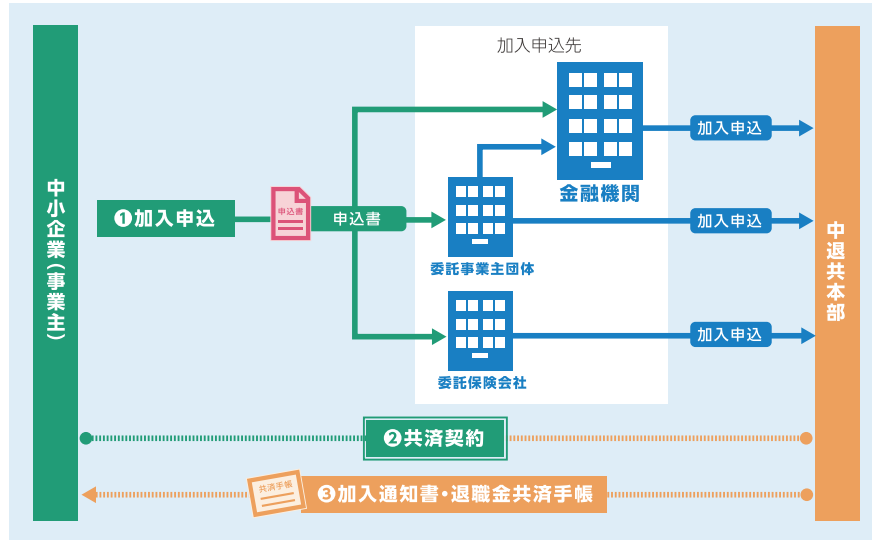 加入申込先
中小企業(事業主)
❶加入申込
申込書
申込書
金融機関
加入申込
委託事業主団体
加入申込
委託保険会社
加入申込
中退共本部
❷共済契約
共済手帳
❸加入通知書・退職金共済手帳